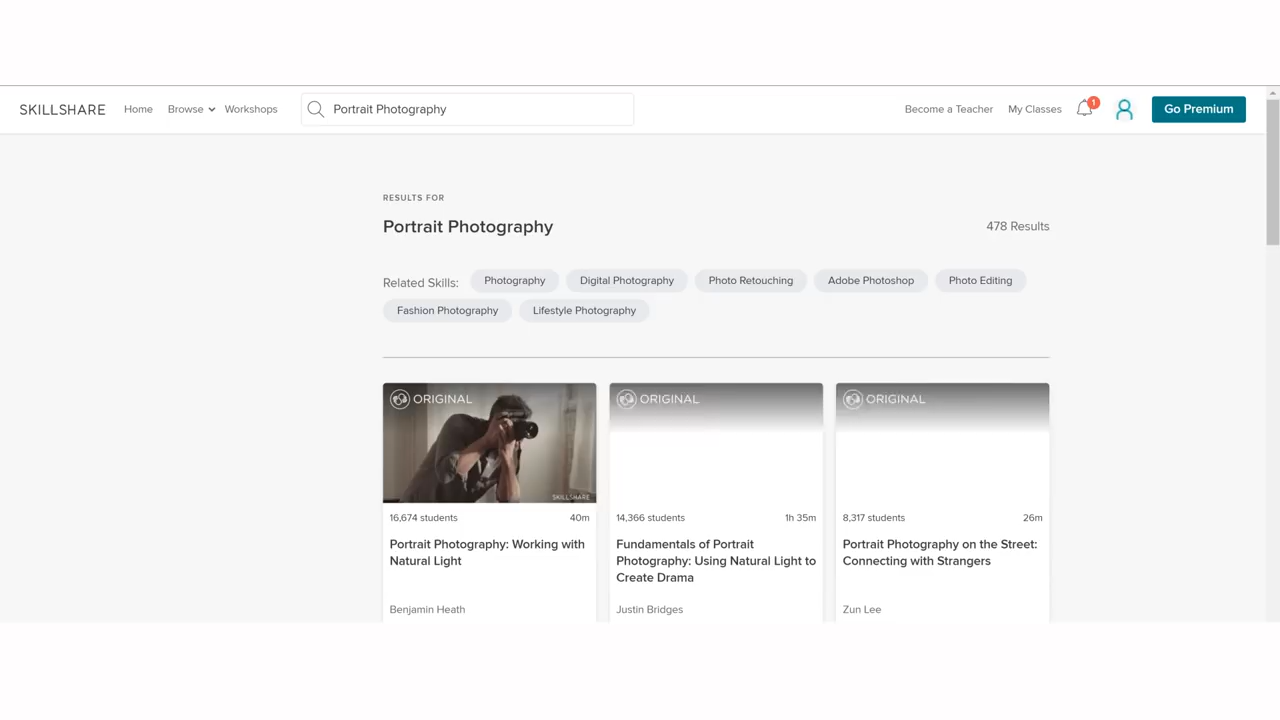 SKILLSHARE Home Browse Workshops Portrait Photography Become a Teacher My Classes 1 Go Premium
RESULTS FOR
Portrait Photography 478 Results
Related Skills: Photography Digital Photography Photo Retouching Adobe Photoshop Photo Editing
Fashion Photography Lifestyle Photography
ORIGINAL
SKILLSHARE
16,674 students 40m
Portrait Photography: Working with
Natural Light
Benjamin Heath
ORIGINAL
14,366 students 1h 35m
Fundamentals of Portrait
Photography: Using Natural Light to
Create Drama
Justin Bridges
ORIGINAL
8,317 students 26m
Portrait Photography on the Street:
Connecting with Strangers
Zun Lee